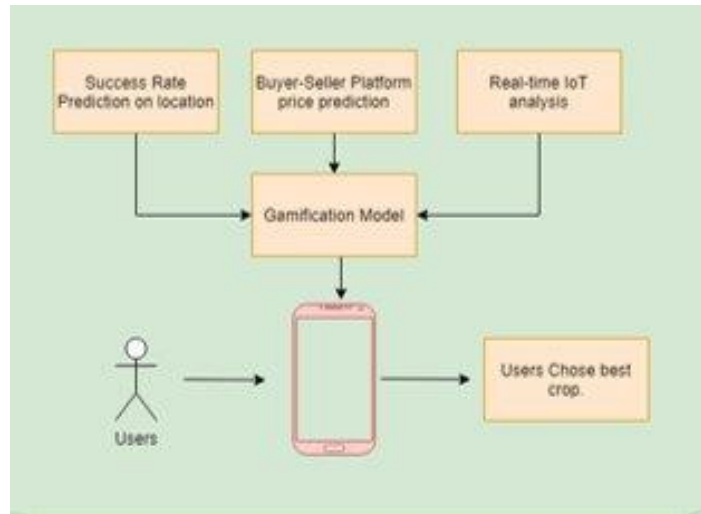 Success Rate
Prediction on location
Buyer-Seller Platform
price prediction
Real-time IoT
analysis
Gamification Model
Users Chose best
crop.
Users